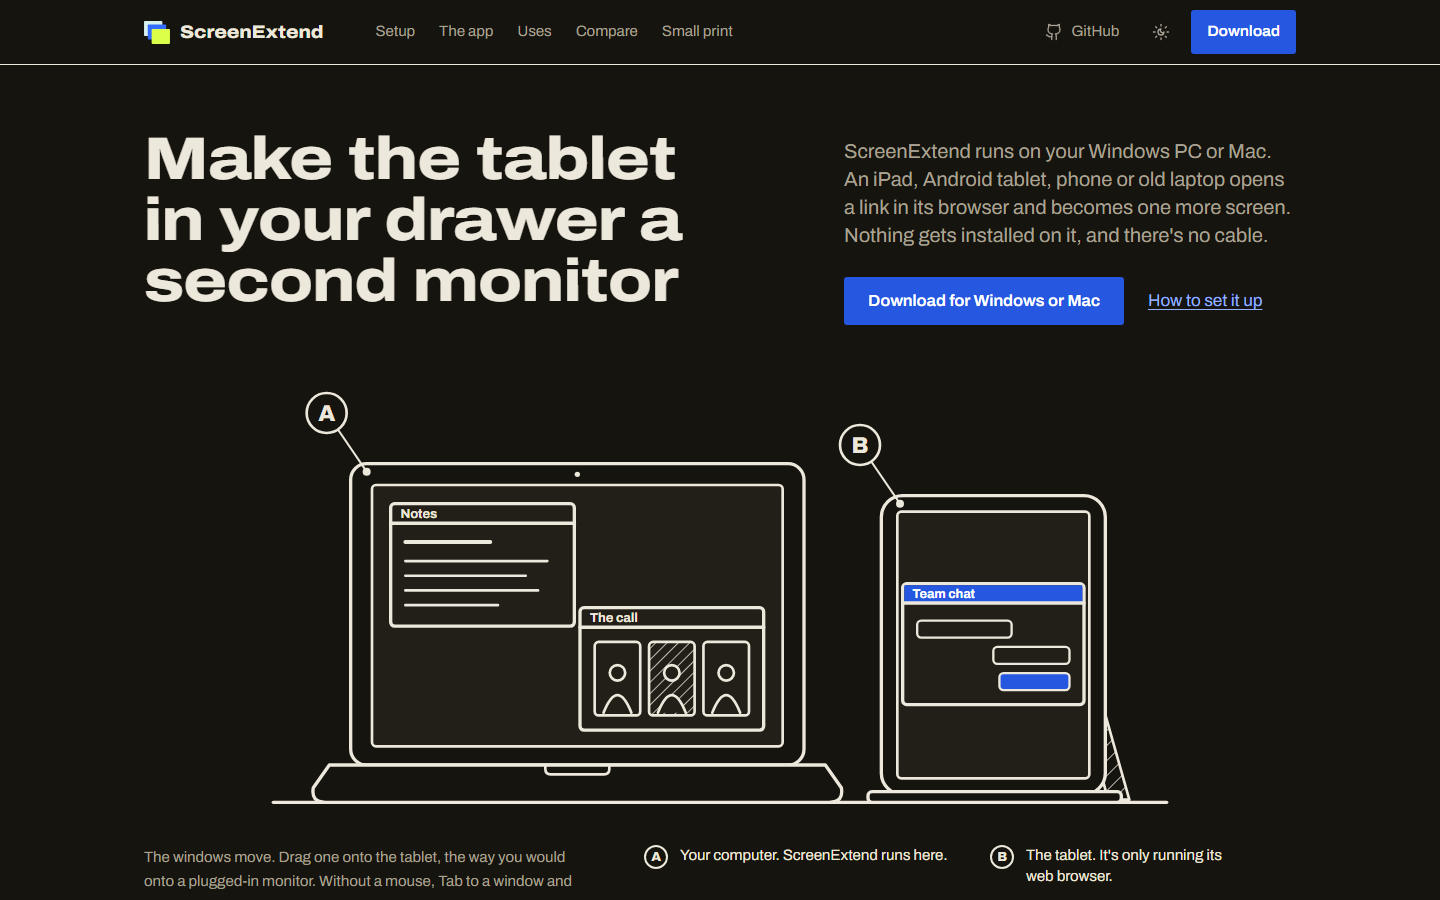 ScreenExtend
Setup
The app
Uses
Compare
Small print
GitHub
Download
Make the tablet
in your drawer a
second monitor
ScreenExtend runs on your Windows PC or Mac.
An iPad, Android tablet, phone or old laptop opens
a link in its browser and becomes one more screen.
Nothing gets installed on it, and there's no cable.
Download for Windows or Mac
How to set it up
A
B
Notes
The call
Team chat
The windows move. Drag one onto the tablet, the way you would
onto a plugged-in monitor. Without a mouse, Tab to a window and
A
Your computer. ScreenExtend runs here.
B
The tablet. It's only running its
web browser.